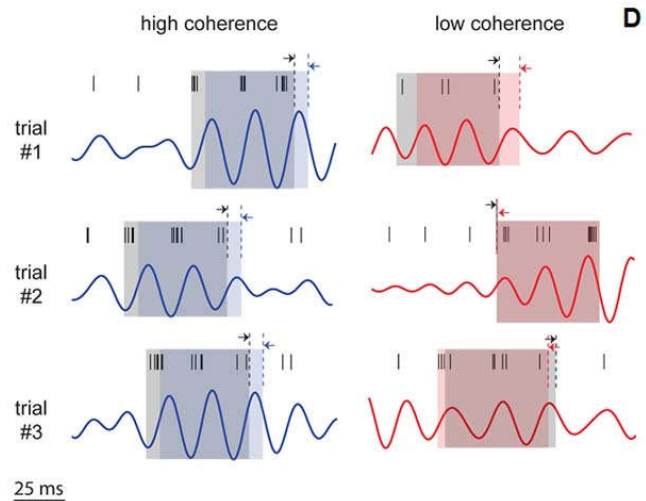 high coherence
low coherence
D
trial
#1
trial
#2
trial
#3
25 ms